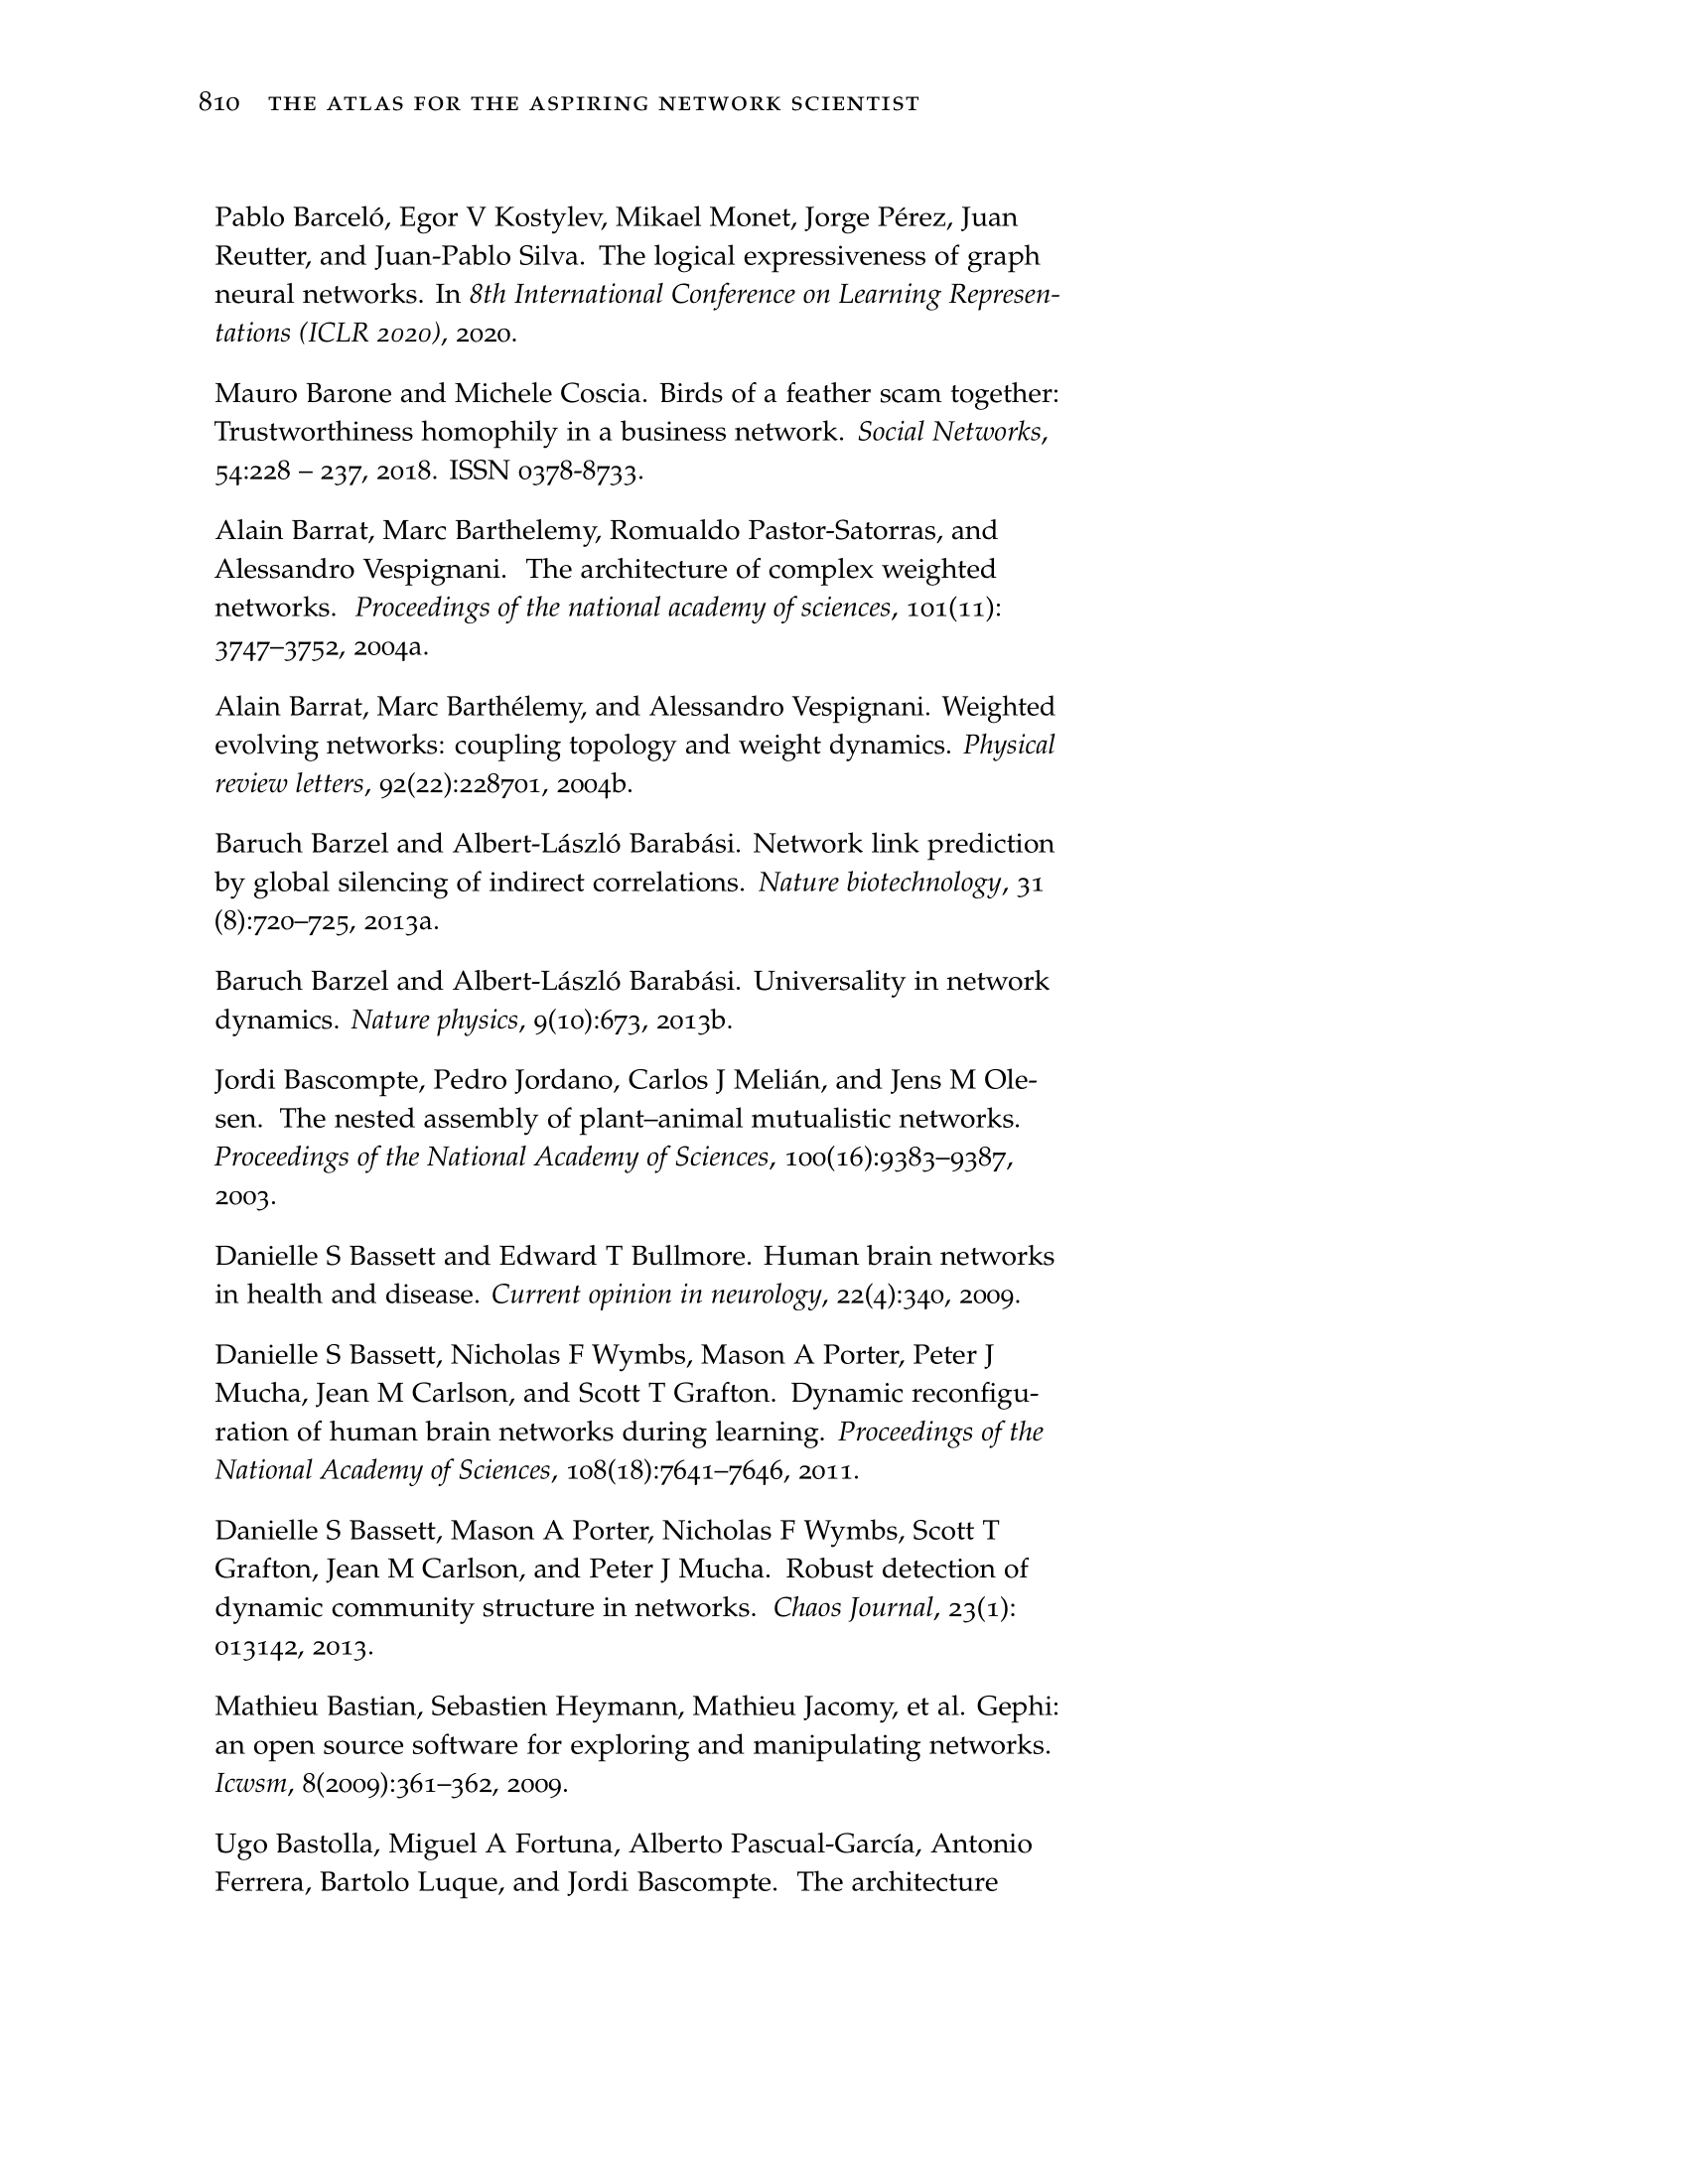 810 THE ATLAS FOR THE ASPIRING NETWORK SCIENTIST
Pablo Barceló, Egor V Kostylev, Mikael Monet, Jorge Pérez, Juan
Reutter, and Juan-Pablo Silva. The logical expressiveness of graph
neural networks. In 8th International Conference on Learning Represen-
tations (ICLR 2020), 2020.
Mauro Barone and Michele Coscia. Birds of a feather scam together:
Trustworthiness homophily in a business network. Social Networks,
54:228 – 237, 2018. ISSN 0378-8733.
Alain Barrat, Marc Barthelemy, Romualdo Pastor-Satorras, and
Alessandro Vespignani. The architecture of complex weighted
networks. Proceedings of the national academy of sciences, 101(11):
3747–3752, 2004a.
Alain Barrat, Marc Barthélemy, and Alessandro Vespignani. Weighted
evolving networks: coupling topology and weight dynamics. Physical
review letters, 92(22):228701, 2004b.
Baruch Barzel and Albert-László Barabási. Network link prediction
by global silencing of indirect correlations. Nature biotechnology, 31
(8):720–725, 2013a.
Baruch Barzel and Albert-László Barabási. Universality in network
dynamics. Nature physics, 9(10):673, 2013b.
Jordi Bascompte, Pedro Jordano, Carlos J Melián, and Jens M Ole-
sen. The nested assembly of plant–animal mutualistic networks.
Proceedings of the National Academy of Sciences, 100(16):9383–9387,
2003.
Danielle S Bassett and Edward T Bullmore. Human brain networks
in health and disease. Current opinion in neurology, 22(4):340, 2009.
Danielle S Bassett, Nicholas F Wymbs, Mason A Porter, Peter J
Mucha, Jean M Carlson, and Scott T Grafton. Dynamic reconfigu-
ration of human brain networks during learning. Proceedings of the
National Academy of Sciences, 108(18):7641–7646, 2011.
Danielle S Bassett, Mason A Porter, Nicholas F Wymbs, Scott T
Grafton, Jean M Carlson, and Peter J Mucha. Robust detection of
dynamic community structure in networks. Chaos Journal, 23(1):
013142, 2013.
Mathieu Bastian, Sebastien Heymann, Mathieu Jacomy, et al. Gephi:
an open source software for exploring and manipulating networks.
Icwsm, 8(2009):361–362, 2009.
Ugo Bastolla, Miguel A Fortuna, Alberto Pascual-García, Antonio
Ferrera, Bartolo Luque, and Jordi Bascompte. The architecture